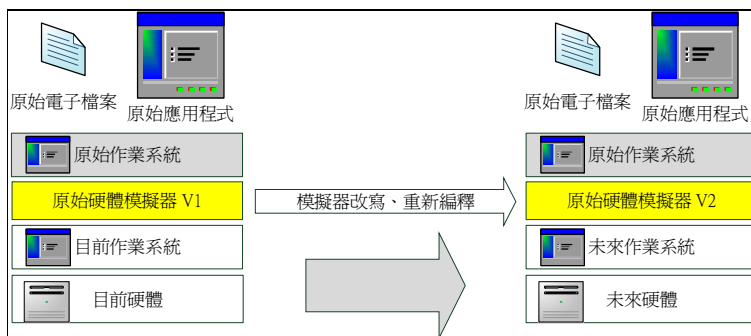 原始電子檔案
原始應用程式
原始作業系統
原始硬體模擬器 V1
目前作業系統
目前硬體
模擬器改寫、重新編釋
原始電子檔案
原始應用程式
原始作業系統
原始硬體模擬器 V2
未來作業系統
未來硬體